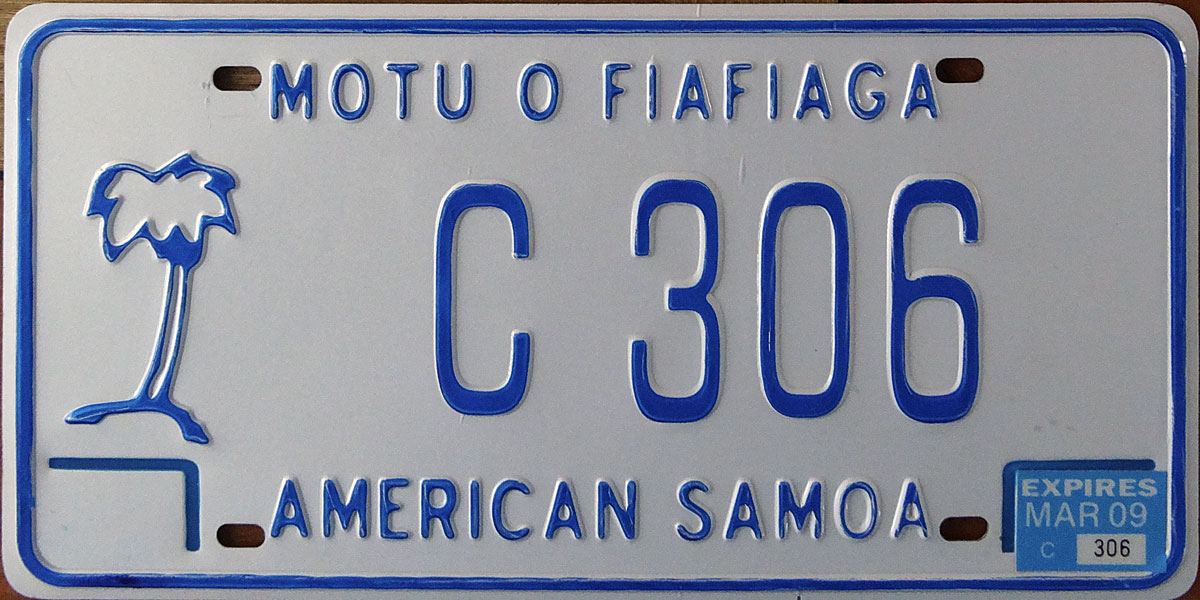 MOTU O FIAFIAGA
C 306
AMERICAN SAMOA
EXPIRES
MAR 09
C 306